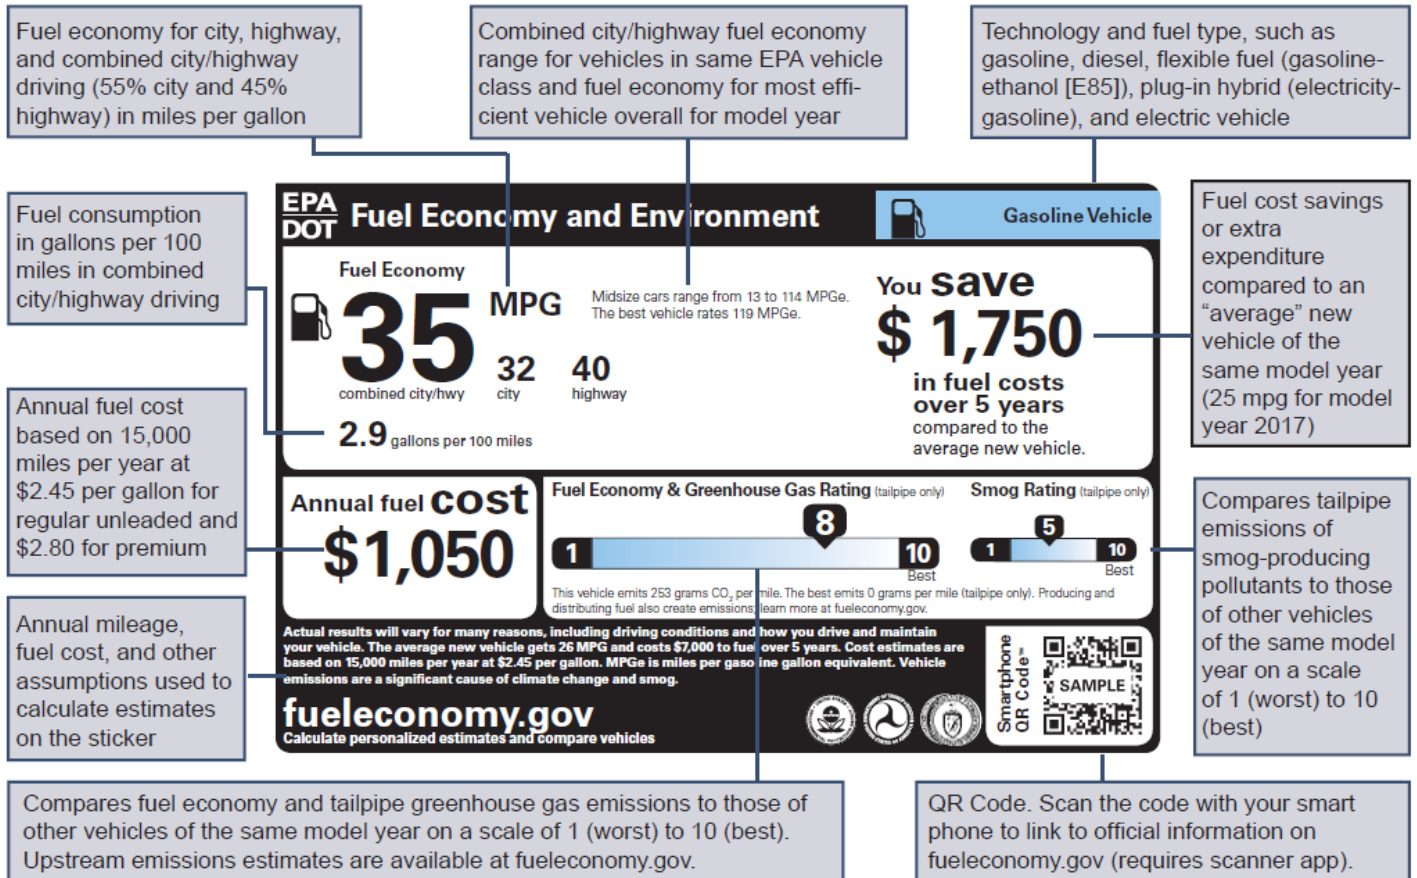 Fuel economy for city, highway,
and combined city/highway
driving (55% city and 45%
highway) in miles per gallon
Combined city/highway fuel economy
range for vehicles in same EPA vehicle
class and fuel economy for most effi-
cient vehicle overall for model year
Technology and fuel type, such as
gasoline, diesel, flexible fuel (gasoline-
ethanol [E85]), plug-in hybrid (electricity-
gasoline), and electric vehicle
Fuel consumption
in gallons per 100
miles in combined
city/highway driving
Annual fuel cost
based on 15,000
miles per year at
$2.45 per gallon for
regular unleaded and
$2.80 for premium
Annual mileage,
fuel cost, and other
assumptions used to
calculate estimates
on the sticker
EPA
DOT
Fuel Economy and Environment
Gasoline Vehicle
Fuel Economy
35
MPG
combined city/hwy
32
city
40
highway
2.9 gallons per 100 miles
Midsize cars range from 13 to 114 MPGe.
The best vehicle rates 119 MPGe.
You save
$ 1,750
in fuel costs
over 5 years
compared to the
average new vehicle.
Annual fuel cost
$1,050
Fuel Economy & Greenhouse Gas Rating (tailpipe only)
1
8
10
Best
Smog Rating (tailpipe only)
1
5
10
Best
This vehicle emits 253 grams CO₂ per mile. The best emits 0 grams per mile (tailpipe only). Producing and
distributing fuel also create emissions; learn more at fueleconomy.gov.
Actual results will vary for many reasons, including driving conditions and how you drive and maintain
your vehicle. The average new vehicle gets 26 MPG and costs $7,000 to fuel over 5 years. Cost estimates are
based on 15,000 miles per year at $2.45 per gallon. MPGe is miles per gasoline gallon equivalent. Vehicle
emissions are a significant cause of climate change and smog.
fueleconomy.gov
Calculate personalized estimates and compare vehicles
Smartphone
QR Code™
SAMPLE
Fuel cost savings
or extra
expenditure
compared to an
“average” new
vehicle of the
same model year
(25 mpg for model
year 2017)
Compares tailpipe
emissions of
smog-producing
pollutants to those
of other vehicles
of the same model
year on a scale
of 1 (worst) to 10
(best)
Compares fuel economy and tailpipe greenhouse gas emissions to those of
other vehicles of the same model year on a scale of 1 (worst) to 10 (best).
Upstream emissions estimates are available at fueleconomy.gov.
QR Code. Scan the code with your smart
phone to link to official information on
fueleconomy.gov (requires scanner app).